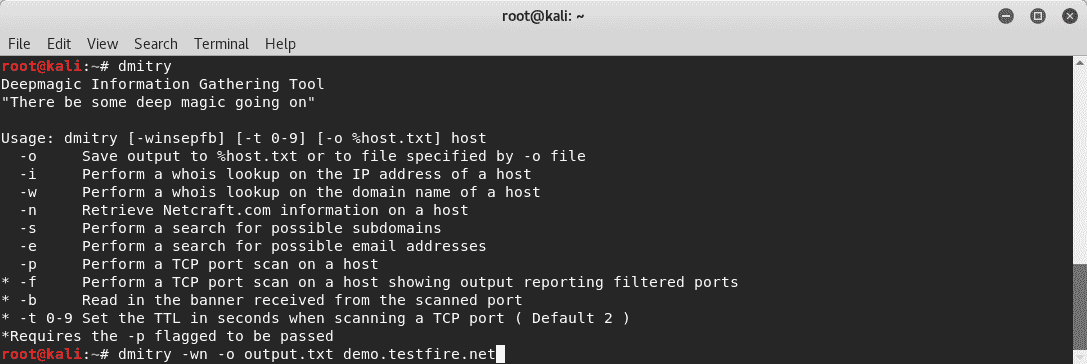 root@kali: ~
File Edit View Search Terminal Help
root@kali:~# dmitry
Deepmagic Information Gathering Tool
"There be some deep magic going on"
Usage: dmitry [-winsepfb] [-t 0-9] [-o %host.txt] host
  -o     Save output to %host.txt or to file specified by -o file
  -i     Perform a whois lookup on the IP address of a host
  -w     Perform a whois lookup on the domain name of a host
  -n     Retrieve Netcraft.com information on a host
  -s     Perform a search for possible subdomains
  -e     Perform a search for possible email addresses
  -p     Perform a TCP port scan on a host
* -f     Perform a TCP port scan on a host showing output reporting filtered ports
* -b     Read in the banner received from the scanned port
* -t 0-9 Set the TTL in seconds when scanning a TCP port ( Default 2 )
*Requires the -p flagged to be passed
root@kali:~# dmitry -wn -o output.txt demo.testfire.net